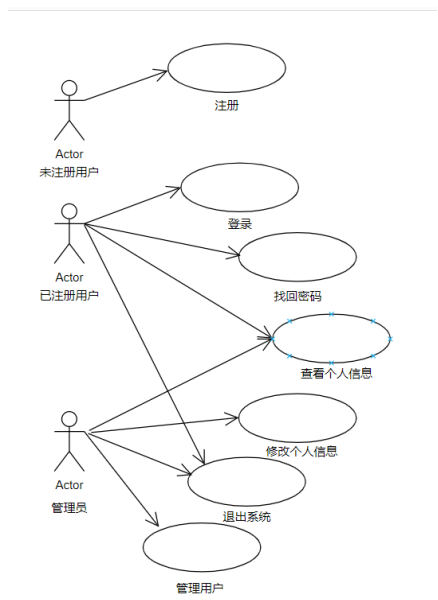 注册
Actor
未注册用户
登录
Actor
已注册用户
找回密码
查看个人信息
修改个人信息
Actor
管理员
退出系统
管理用户